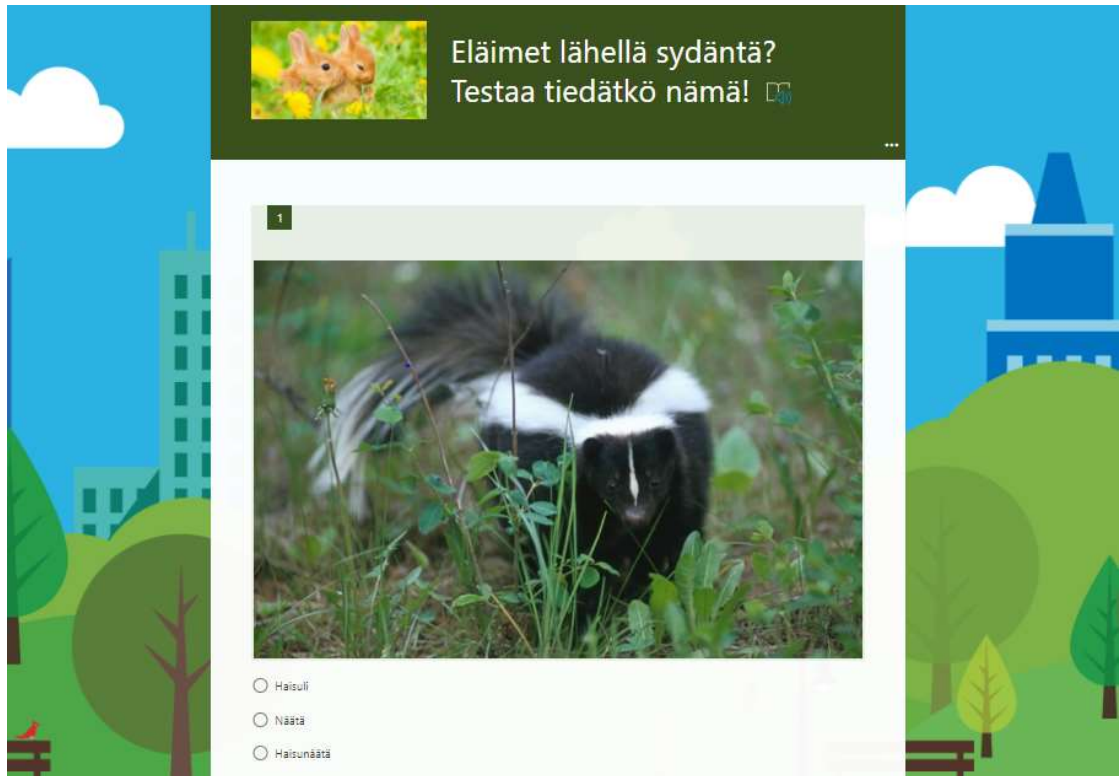 Eläimet lähellä sydäntä?
Testaa tiedätkö nämä!
1
Haisuli
Näätä
Haisunäätä